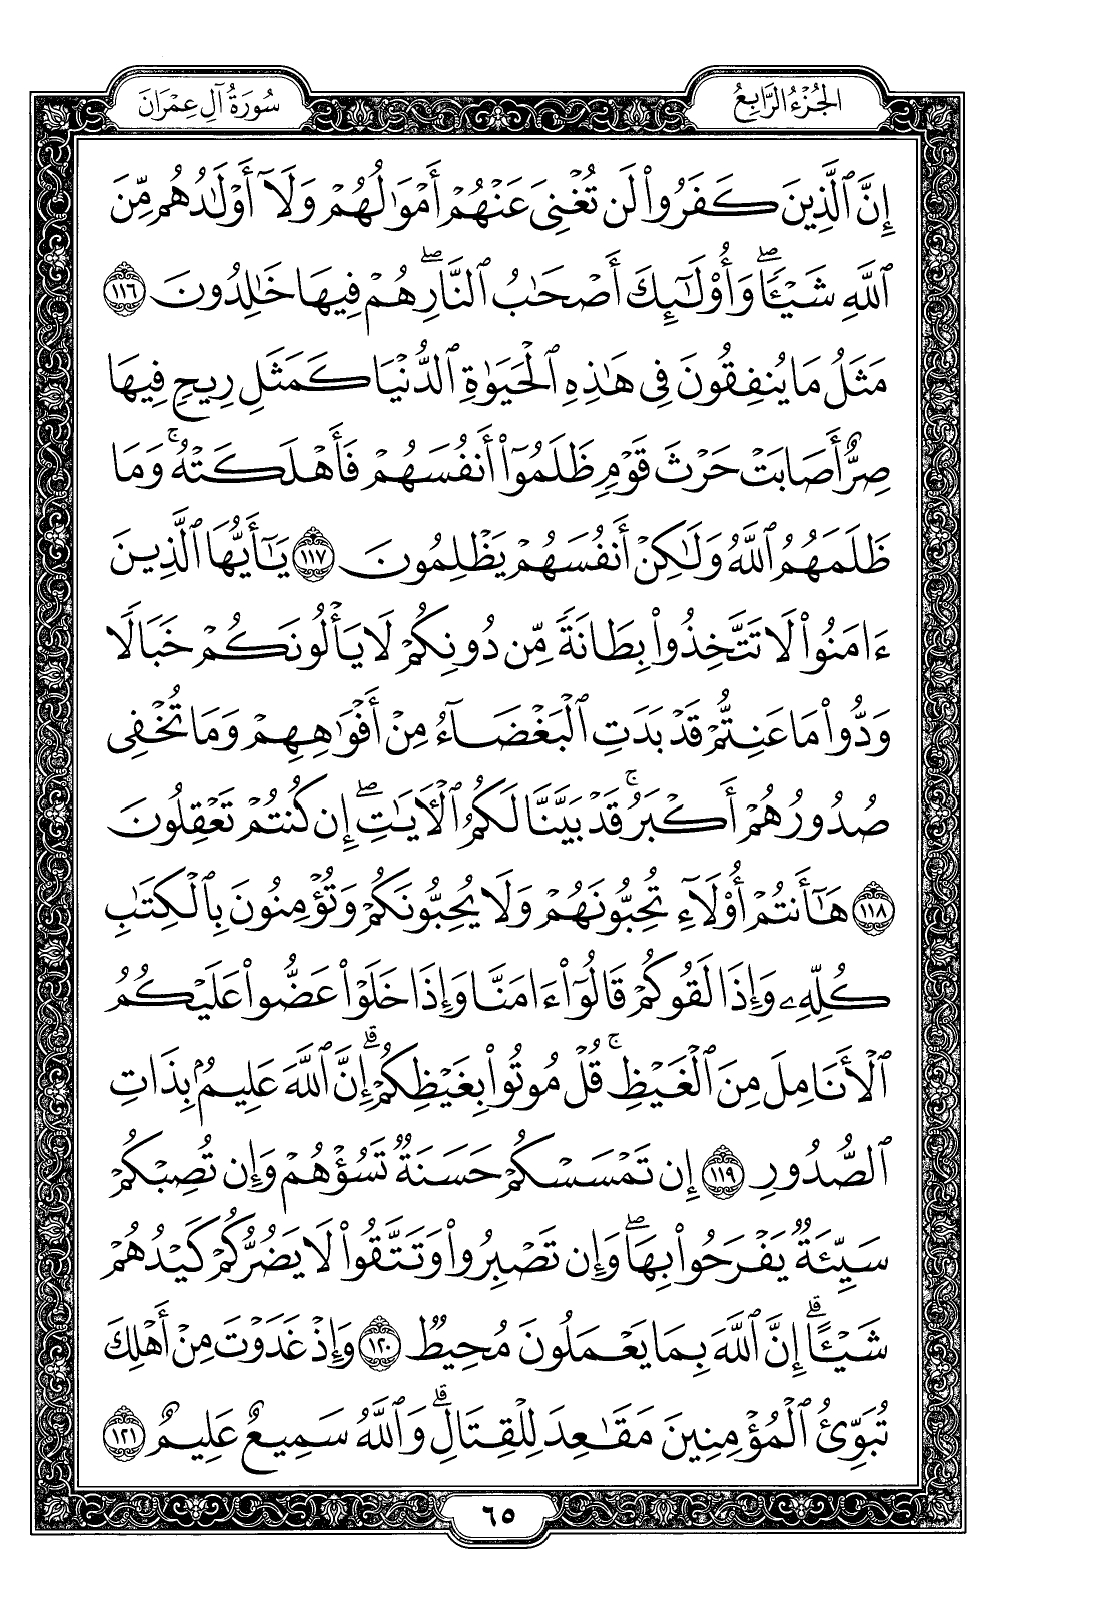 الجُزْءُ الرَّابِعُ
سُورَةُ آلِ عِمْرَانَ
إِنَّ ٱلَّذِينَ كَفَرُوا۟ لَن تُغْنِىَ عَنْهُمْ أَمْوَٰلُهُمْ وَلَآ أَوْلَـٰدُهُم مِّنَ
ٱللَّهِ شَيْـًٔا ۖ وَأُو۟لَـٰٓئِكَ أَصْحَـٰبُ ٱلنَّارِ ۖ هُمْ فِيهَا خَـٰلِدُونَ ١١٦
مَثَلُ مَا يُنفِقُونَ فِى هَـٰذِهِ ٱلْحَيَوٰةِ ٱلدُّنْيَا كَمَثَلِ رِيحٍ فِيهَا
صِرٌّ أَصَابَتْ حَرْثَ قَوْمٍ ظَلَمُوٓا۟ أَنفُسَهُمْ فَأَهْلَكَتْهُ ۚ وَمَا
ظَلَمَهُمُ ٱللَّهُ وَلَـٰكِنْ أَنفُسَهُمْ يَظْلِمُونَ ١١٧ يَـٰٓأَيُّهَا ٱلَّذِينَ
ءَامَنُوا۟ لَا تَتَّخِذُوا۟ بِطَانَةً مِّن دُونِكُمْ لَا يَأْلُونَكُمْ خَبَالًا
وَدُّوا۟ مَا عَنِتُّمْ قَدْ بَدَتِ ٱلْبَغْضَآءُ مِنْ أَفْوَٰهِهِمْ وَمَا تُخْفِى
صُدُورُهُمْ أَكْبَرُ ۚ قَدْ بَيَّنَّا لَكُمُ ٱلْـَٔايَـٰتِ ۖ إِن كُنتُمْ تَعْقِلُونَ
١١٨ هَـٰٓأَنتُمْ أُو۟لَآءِ تُحِبُّونَهُمْ وَلَا يُحِبُّونَكُمْ وَتُؤْمِنُونَ بِٱلْكِتَـٰبِ
كُلِّهِۦ وَإِذَا لَقُوكُمْ قَالُوٓا۟ ءَامَنَّا وَإِذَا خَلَوْا۟ عَضُّوا۟ عَلَيْكُمُ
ٱلْأَنَامِلَ مِنَ ٱلْغَيْظِ ۚ قُلْ مُوتُوا۟ بِغَيْظِكُمْ ۗ إِنَّ ٱللَّهَ عَلِيمٌۢ بِذَاتِ
ٱلصُّدُورِ ١١٩ إِن تَمْسَسْكُمْ حَسَنَةٌ تَسُؤْهُمْ وَإِن تُصِبْكُمْ
سَيِّئَةٌ يَفْرَحُوا۟ بِهَا ۖ وَإِن تَصْبِرُوا۟ وَتَتَّقُوا۟ لَا يَضُرُّكُمْ كَيْدُهُمْ
شَيْـًٔا ۗ إِنَّ ٱللَّهَ بِمَا يَعْمَلُونَ مُحِيطٌ ١٢٠ وَإِذْ غَدَوْتَ مِنْ أَهْلِكَ
تُبَوِّئُ ٱلْمُؤْمِنِينَ مَقَـٰعِدَ لِلْقِتَالِ ۗ وَٱللَّهُ سَمِيعٌ عَلِيمٌ ١٢١
٦٥